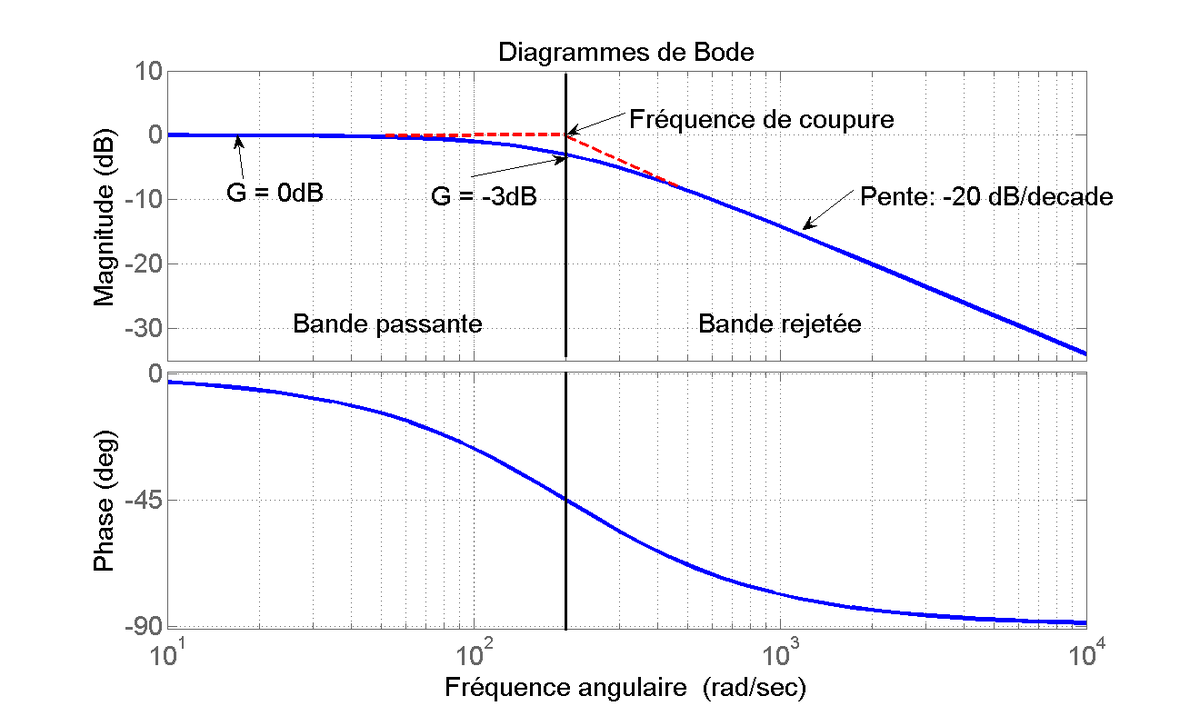 Diagrammes de Bode
10
0
-10
-20
-30
Magnitude (dB)
Fréquence de coupure
G = 0dB
G = -3dB
Pente: -20 dB/decade
Bande passante
Bande rejetée
0
-45
-90
Phase (deg)
10^1
10^2
10^3
10^4
Fréquence angulaire (rad/sec)